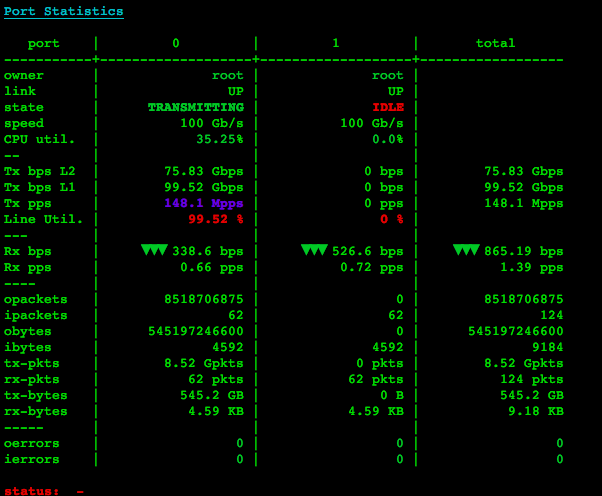 Port Statistics
port | 0 | 1 | total
-----------+-------------------+-------------------+------------------
owner | root | root |
link | UP | UP |
state | TRANSMITTING | IDLE |
speed | 100 Gb/s | 100 Gb/s |
CPU util. | 35.25% | 0.0% |
-- | | |
Tx bps L2 | 75.83 Gbps | 0 bps | 75.83 Gbps
Tx bps L1 | 99.52 Gbps | 0 bps | 99.52 Gbps
Tx pps | 148.1 Mpps | 0 pps | 148.1 Mpps
Line Util. | 99.52 % | 0 % |
--- | | |
Rx bps | ▼▼▼ 338.6 bps | ▼▼▼ 526.6 bps | ▼▼▼ 865.19 bps
Rx pps | 0.66 pps | 0.72 pps | 1.39 pps
---- | | |
opackets | 8518706875 | 0 | 8518706875
ipackets | 62 | 62 | 124
obytes | 545197246600 | 0 | 545197246600
ibytes | 4592 | 4592 | 9184
tx-pkts | 8.52 Gpkts | 0 pkts | 8.52 Gpkts
rx-pkts | 62 pkts | 62 pkts | 124 pkts
tx-bytes | 545.2 GB | 0 B | 545.2 GB
rx-bytes | 4.59 KB | 4.59 KB | 9.18 KB
----- | | |
oerrors | 0 | 0 | 0
ierrors | 0 | 0 | 0
status: -